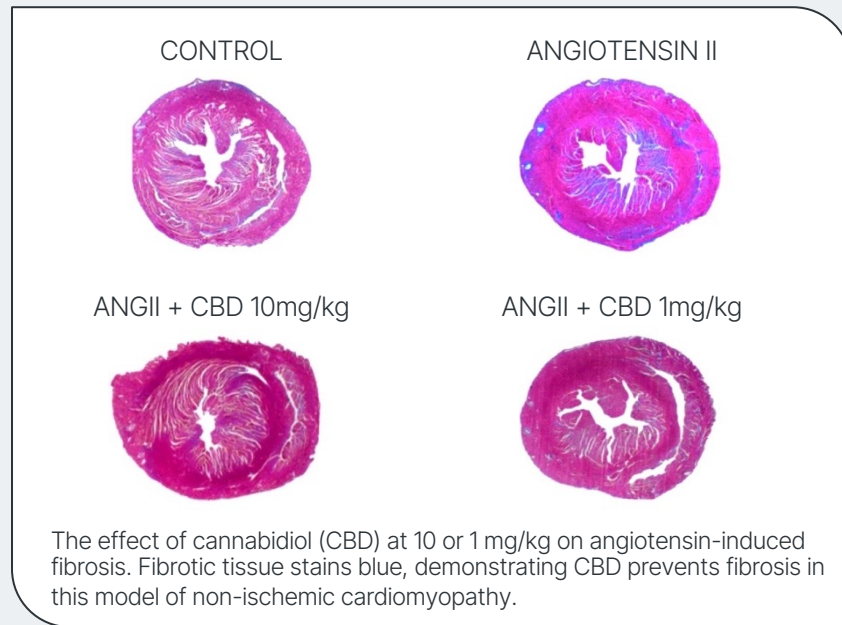 CONTROL
ANGIOTENSIN II
ANGII + CBD 10mg/kg
ANGII + CBD 1mg/kg
The effect of cannabidiol (CBD) at 10 or 1 mg/kg on angiotensin-induced
fibrosis. Fibrotic tissue stains blue, demonstrating CBD prevents fibrosis in
this model of non-ischemic cardiomyopathy.